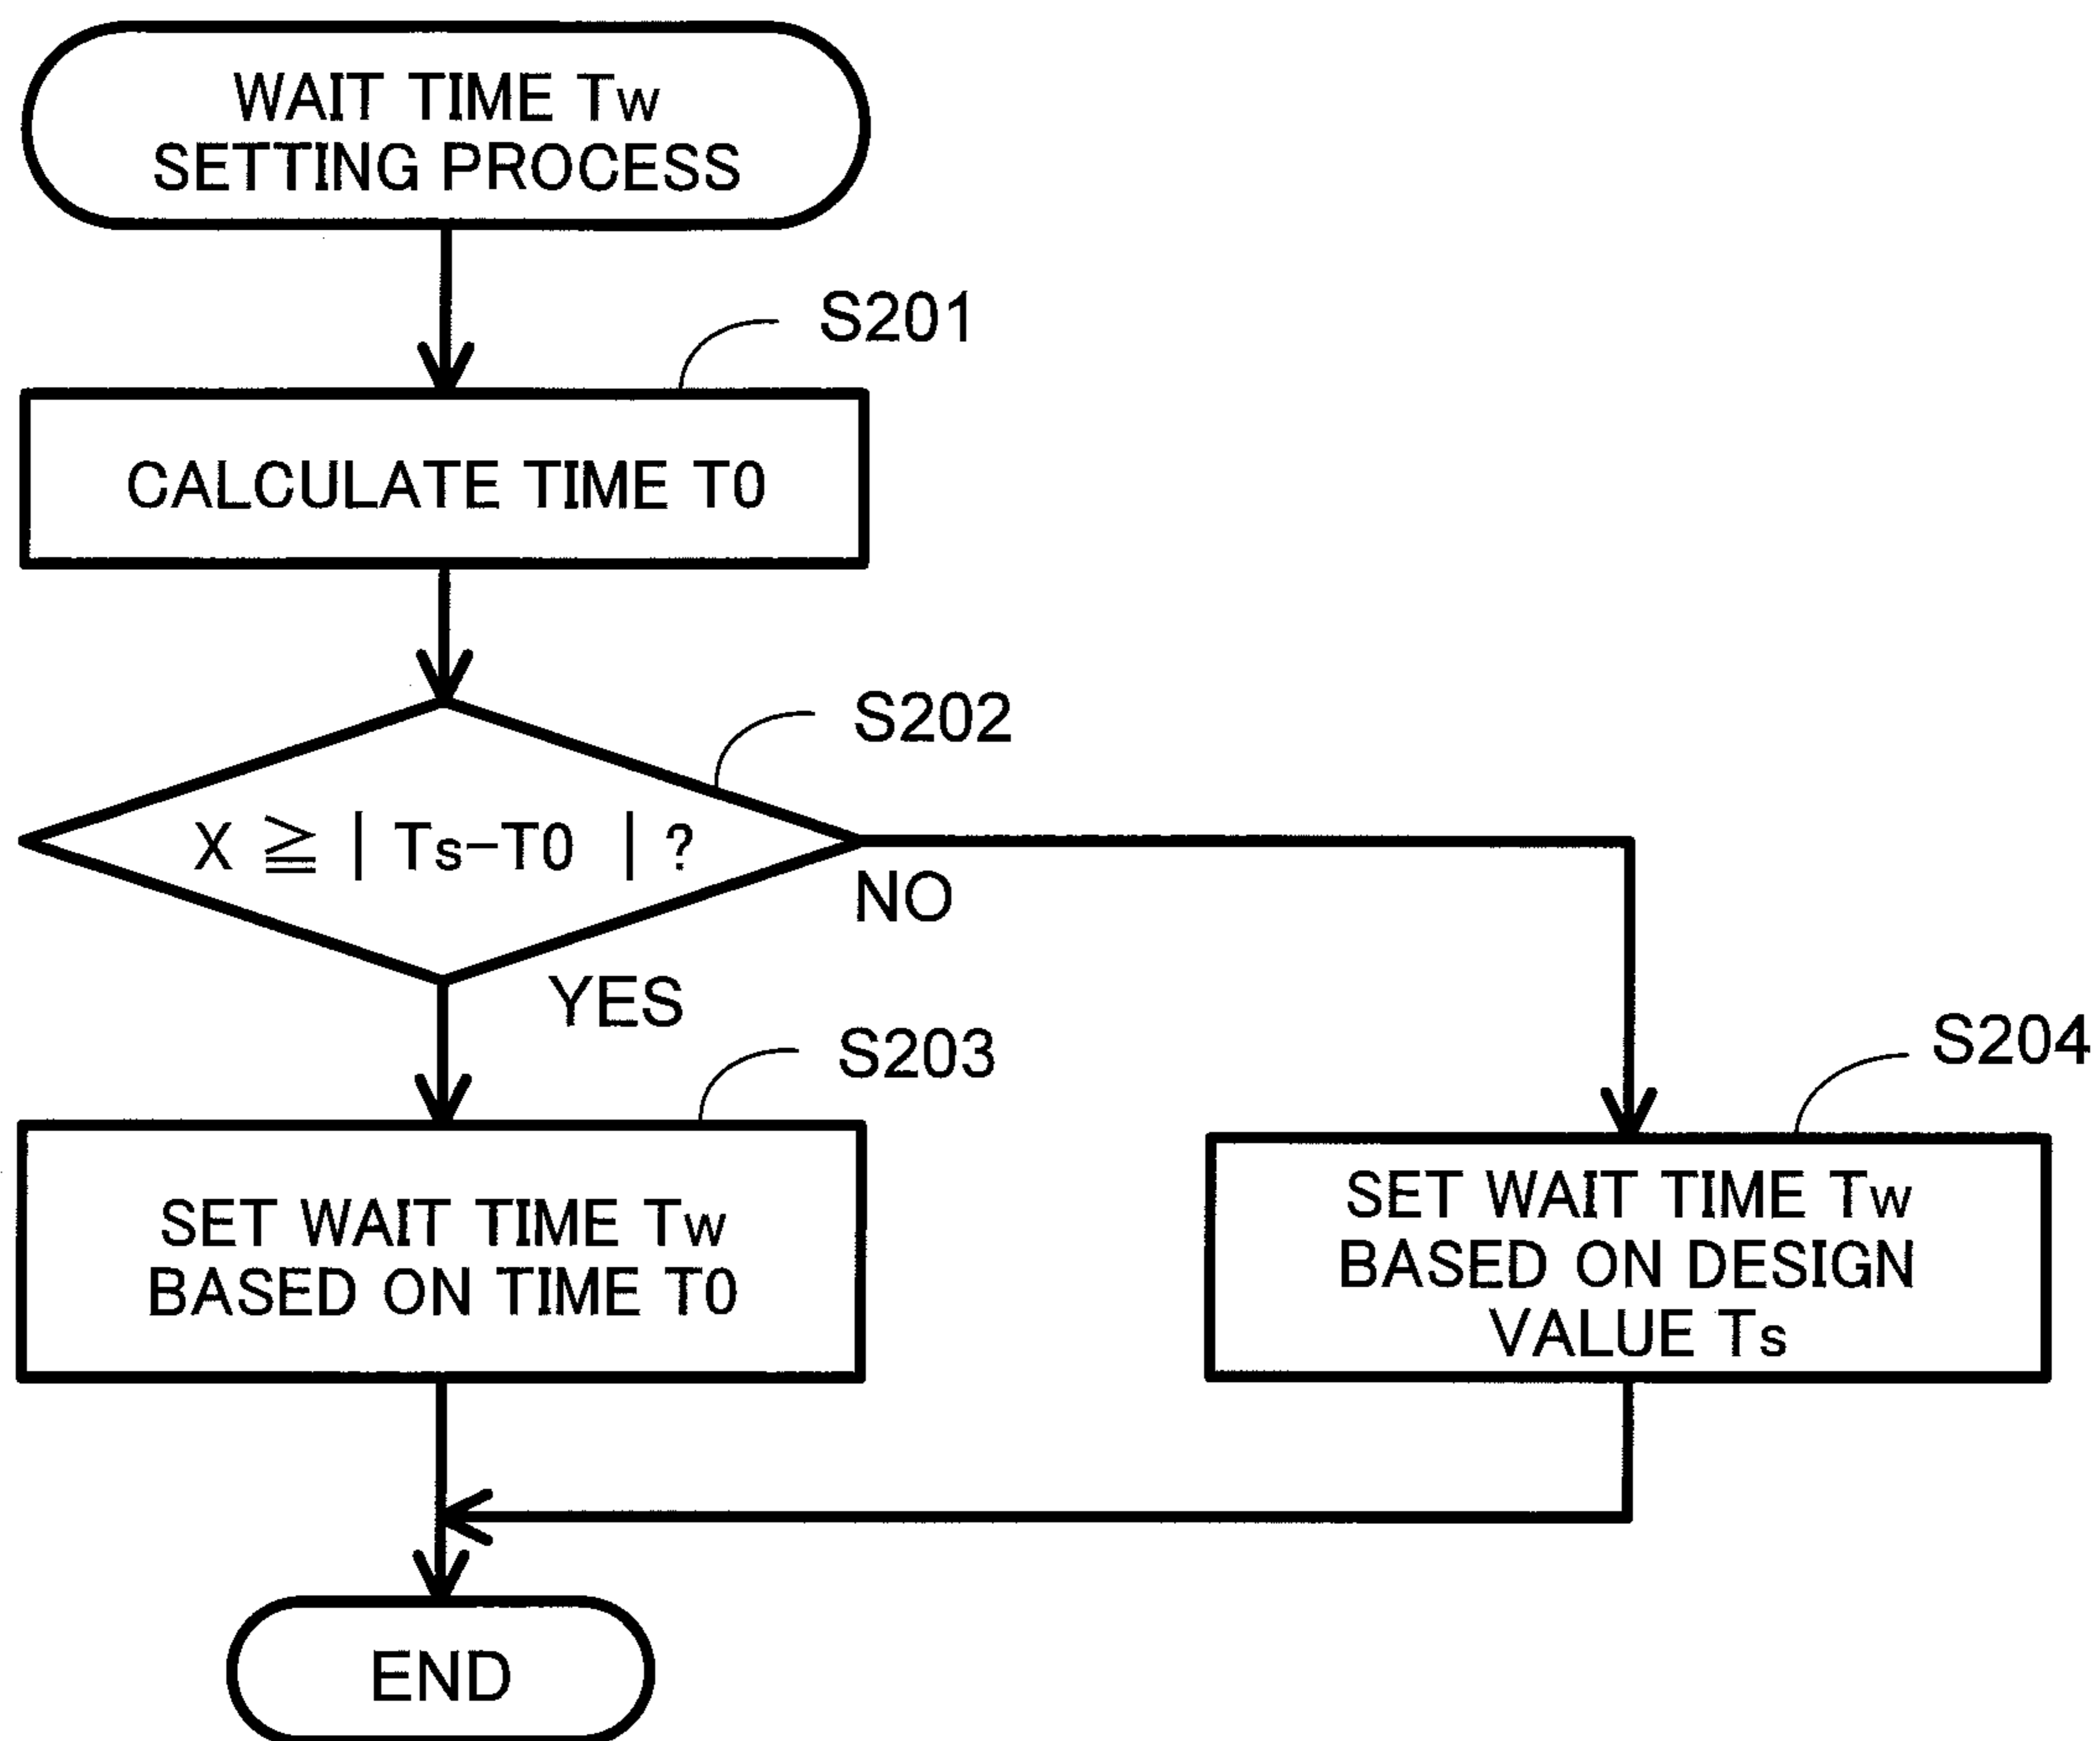 WAIT TIME Tw
SETTING PROCESS
S201
CALCULATE TIME T0
S202
X ≧ | Ts-T0 | ?
NO
YES
S203
S204
SET WAIT TIME Tw
BASED ON TIME T0
SET WAIT TIME Tw
BASED ON DESIGN
VALUE Ts
END